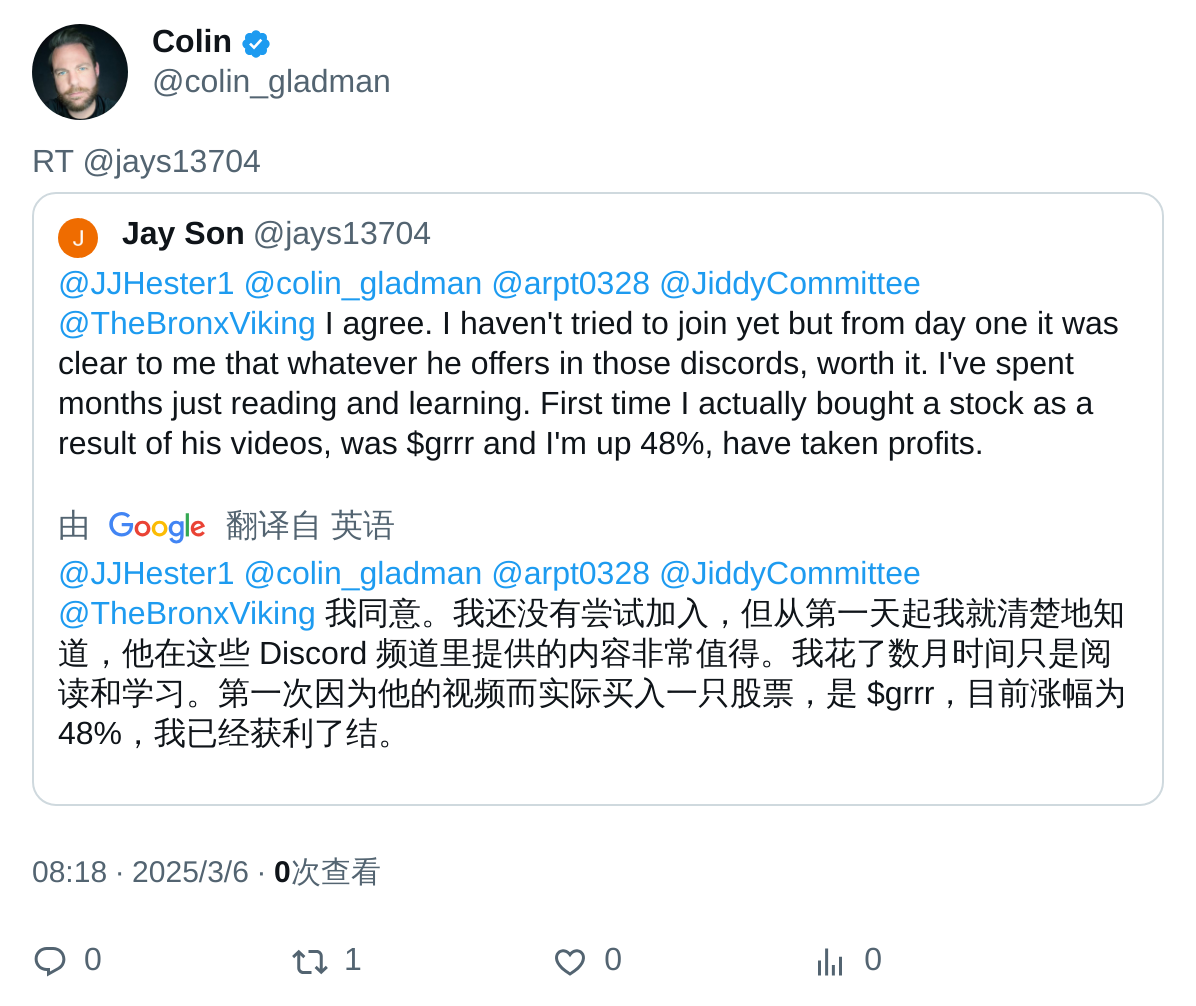 Colin
@colin_gladman
RT @jays13704
J Jay Son @jays13704
@JJHester1 @colin_gladman @arpt0328 @JiddyCommittee
@TheBronxViking I agree. I haven't tried to join yet but from day one it was
clear to me that whatever he offers in those discords, worth it. I've spent
months just reading and learning. First time I actually bought a stock as a
result of his videos, was $grrr and I'm up 48%, have taken profits.
由 Google 翻译自 英语
@JJHester1 @colin_gladman @arpt0328 @JiddyCommittee
@TheBronxViking 我同意。我还没有尝试加入，但从第一天起我就清楚地知
道，他在这些 Discord 频道里提供的内容非常值得。我花了数月时间只是阅
读和学习。第一次因为他的视频而实际买入一只股票，是 $grrr，目前涨幅为
48%，我已经获利了结。
08:18 · 2025/3/6 · 0次查看
0 1 0 0